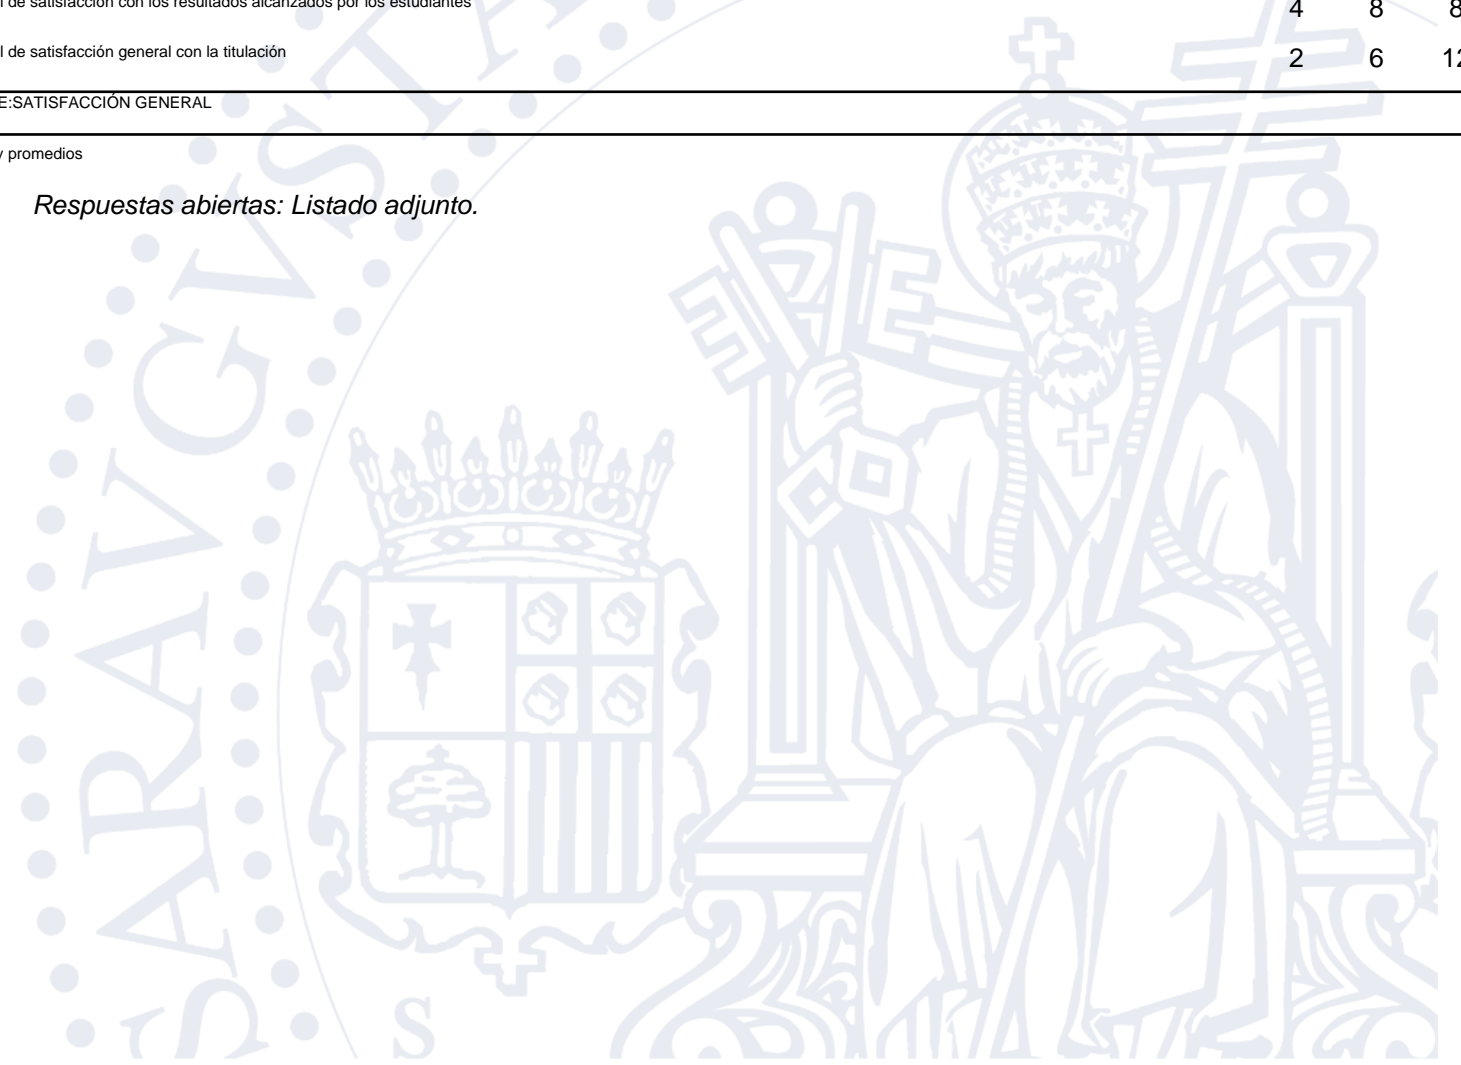 l de satisfacción con los resultados alcanzados por los estudiantes 4 8 8
l de satisfacción general con la titulación 2 6 12
E:SATISFACCIÓN GENERAL
y promedios
Respuestas abiertas: Listado adjunto.
SARAVGVSTA
S